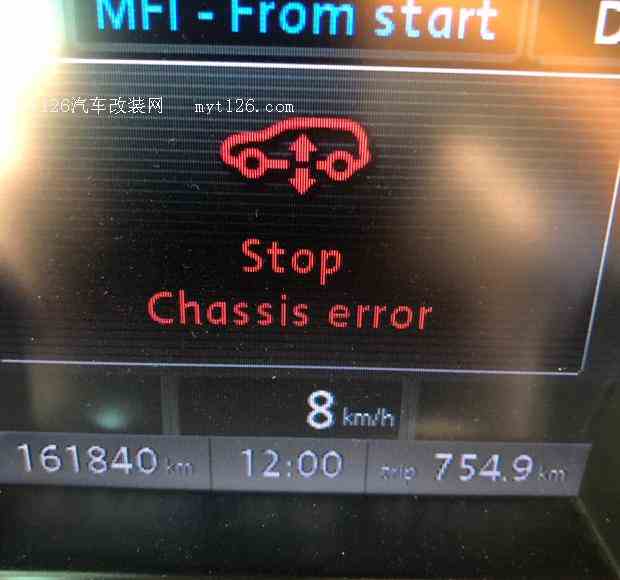 MFI - From start D
126汽车改装网 myt126.com
Stop
Chassis error
8 km/h
161840 km 12:00 trip 754.9 km